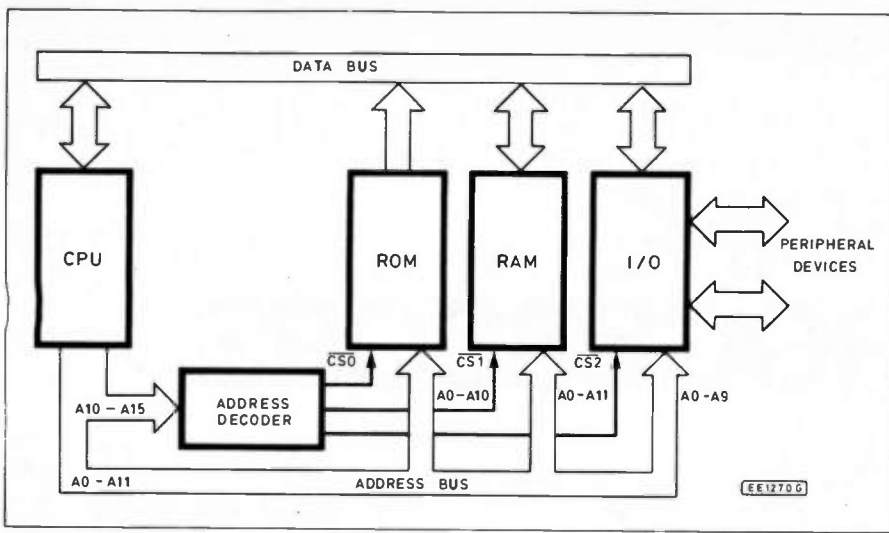 DATA BUS
CPU
ROM
RAM
I/O
PERIPHERAL
DEVICES
CS0
CS1
CS2
A10-A15
ADDRESS
DECODER
A0-A10
A0-A11
A0-A9
A0-A11
ADDRESS BUS
EE1270G